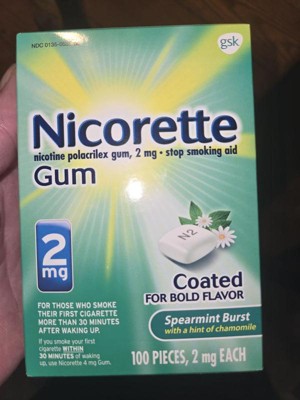 NDC 0135-
gsk
Nicorette
nicotine polacrilex gum, 2 mg • stop smoking aid
Gum
2
mg
N2
FOR THOSE WHO SMOKE
THEIR FIRST CIGARETTE
MORE THAN 30 MINUTES
AFTER WAKING UP.
If you smoke your first
cigarette WITHIN
30 MINUTES of waking
up, use Nicorette 4 mg Gum.
Coated
FOR BOLD FLAVOR
Spearmint Burst
with a hint of chamomile
100 PIECES, 2 mg EACH